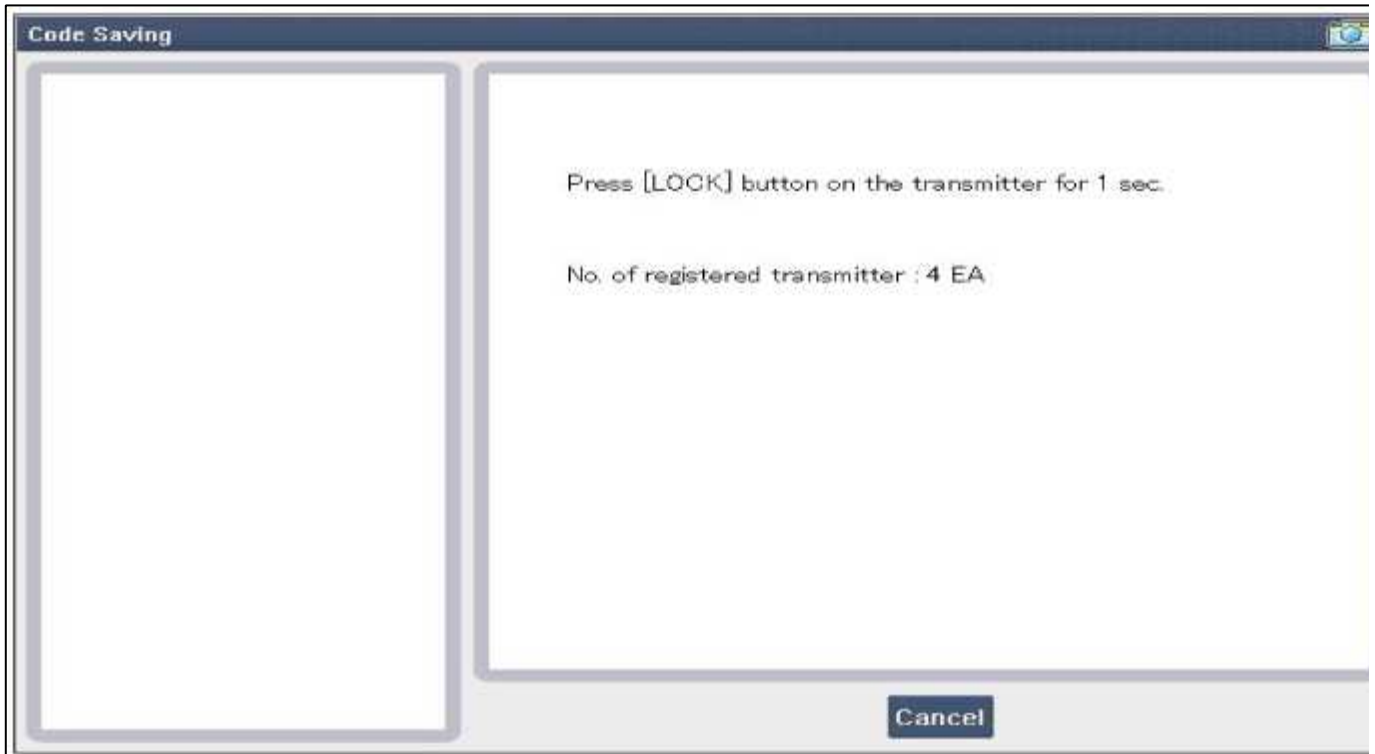 Code Saving
Press [LOCK] button on the transmitter for 1 sec.
No. of registered transmitter : 4 EA
Cancel